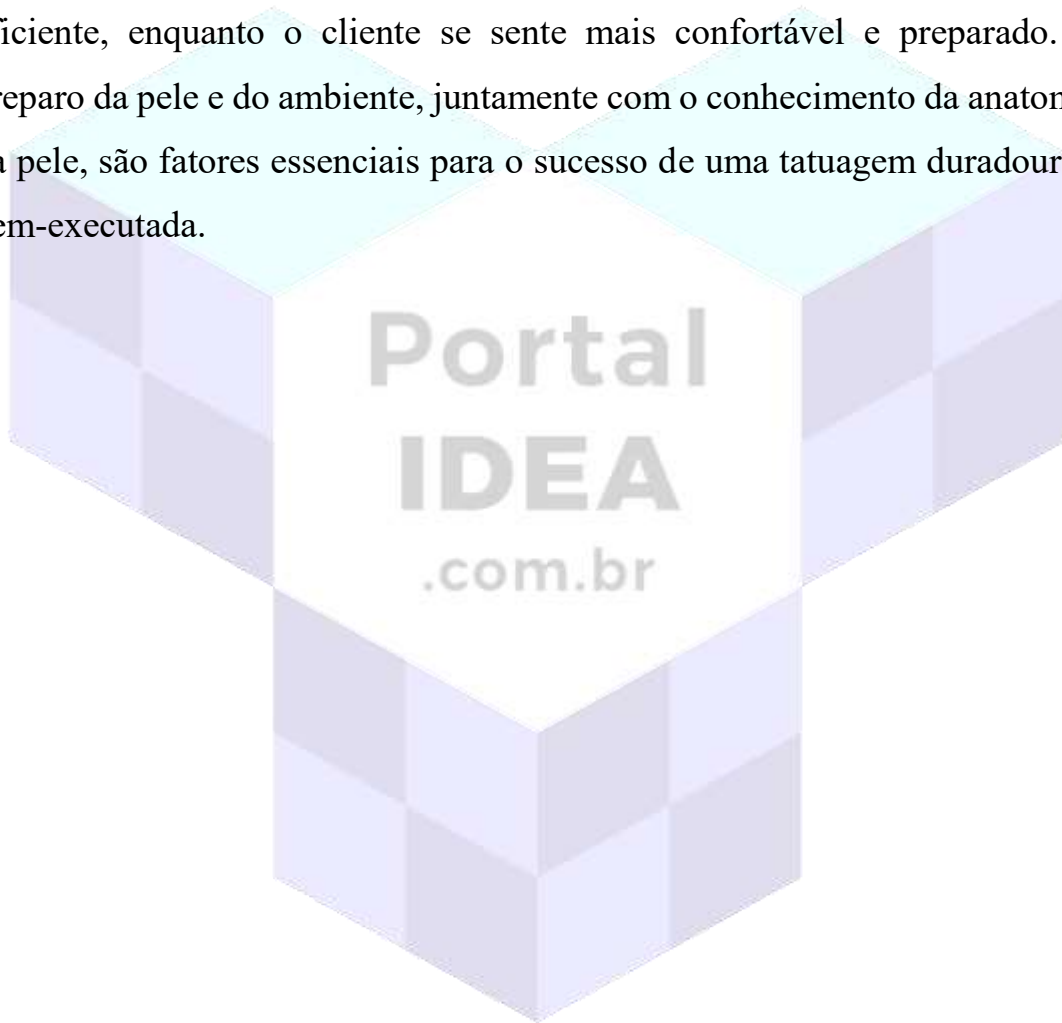 ficiente, enquanto o cliente se sente mais confortável e preparado.
reparo da pele e do ambiente, juntamente com o conhecimento da anaton
a pele, são fatores essenciais para o sucesso de uma tatuagem duradour
em-executada.
Portal
IDEA
.com.br